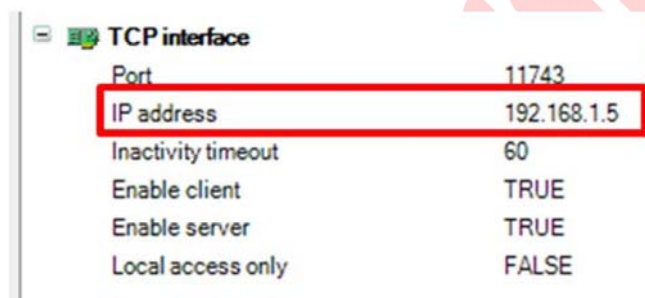 TCP interface
Port 11743
IP address 192.168.1.5
Inactivity timeout 60
Enable client TRUE
Enable server TRUE
Local access only FALSE